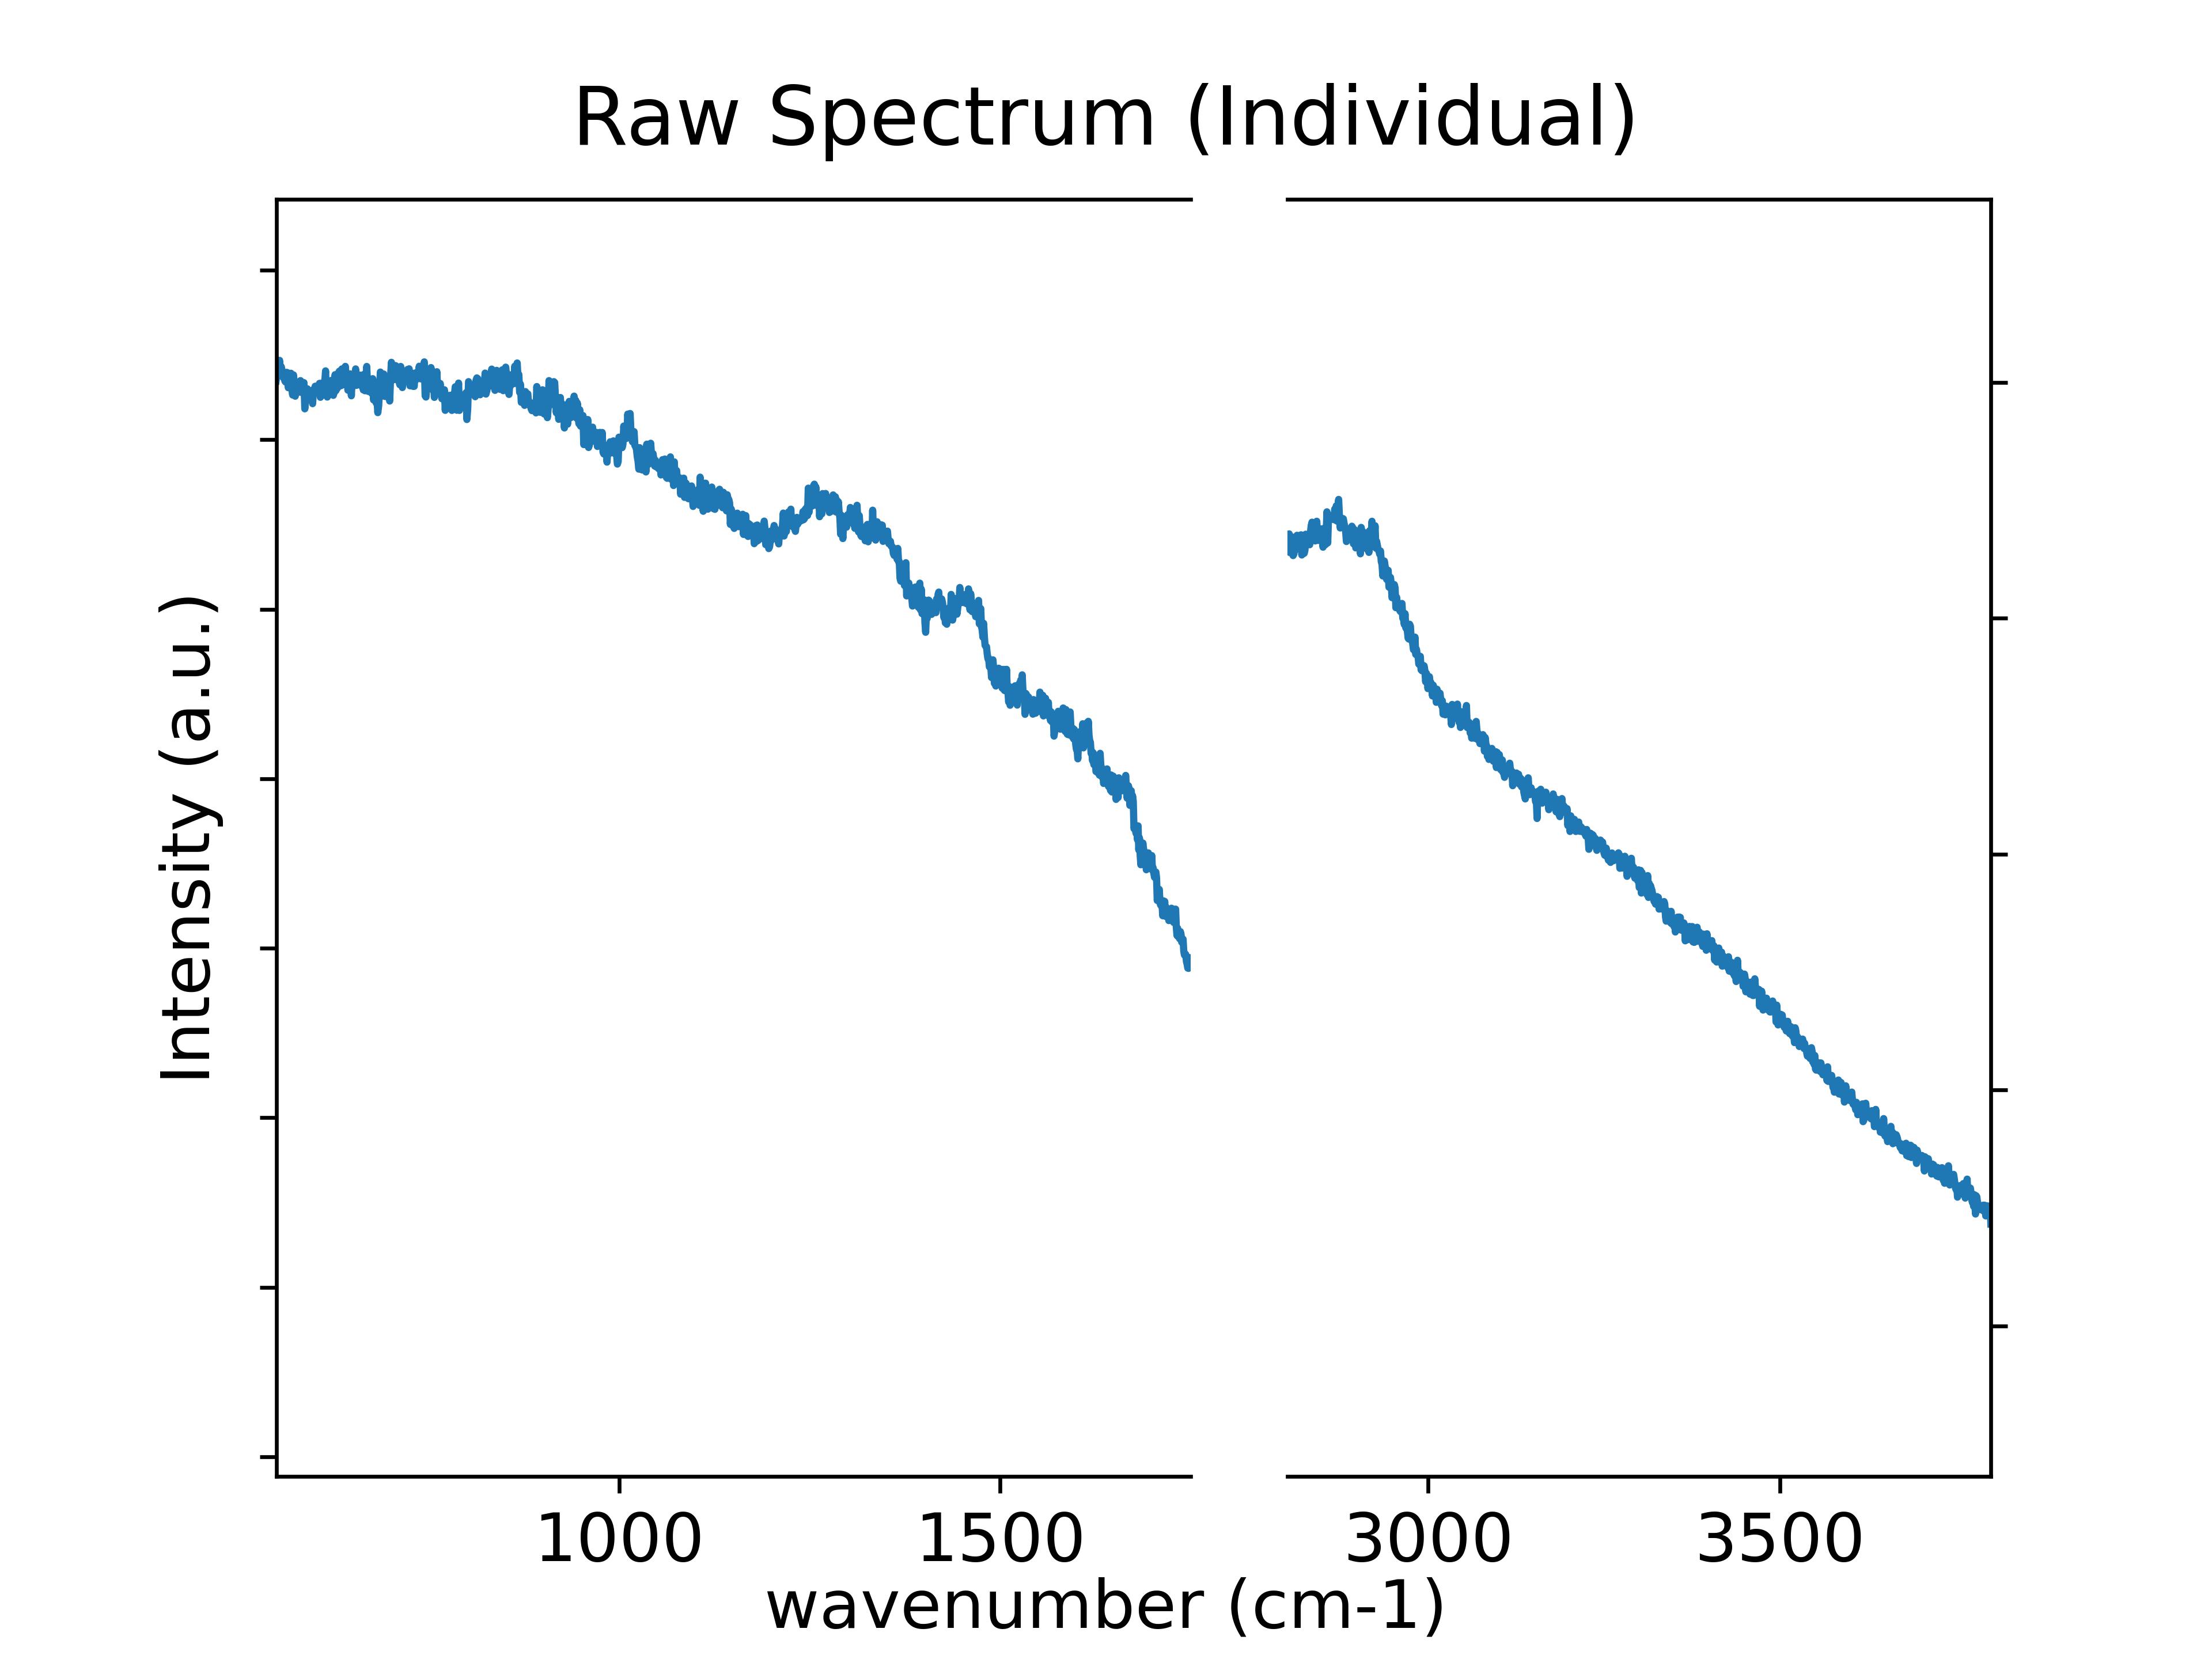 Raw Spectrum (Individual)
Intensity (a.u.)
1000 1500 3000 3500
wavenumber (cm-1)